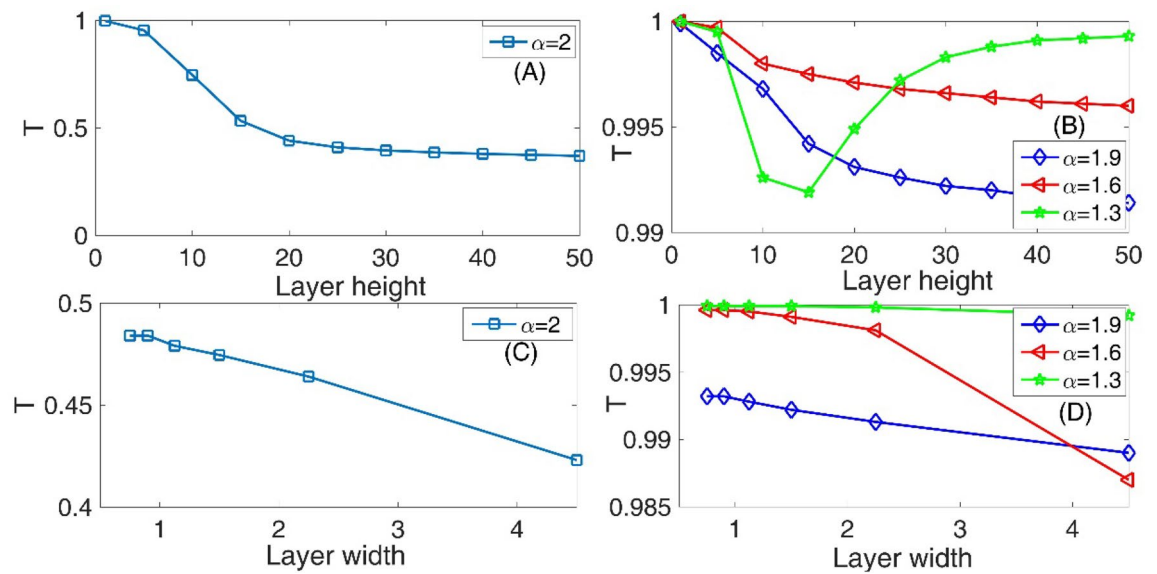 1
0.5
0
T
α=2
(A)
0 10 20 30 40 50
Layer height
1
0.995
0.99
T
(B)
α=1.9
α=1.6
α=1.3
0 10 20 30 40 50
Layer height
0.5
0.45
0.4
T
α=2
(C)
1 2 3 4
Layer width
1
0.995
0.99
0.985
T
α=1.9
α=1.6
α=1.3
(D)
1 2 3 4
Layer width